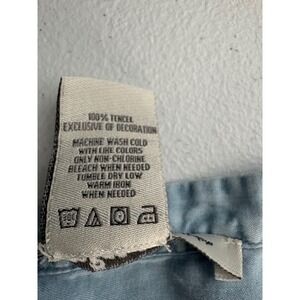 100% TENCEL
EXCLUSIVE OF DECORATION
MACHINE WASH COLD
WITH LIKE COLORS
ONLY NON-CHLORINE
BLEACH WHEN NEEDED
TUMBLE DRY LOW
WARM IRON
WHEN NEEDED